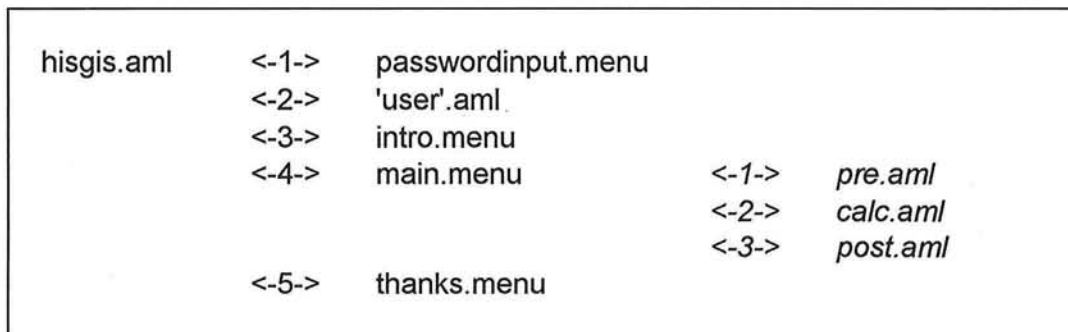 hisgis.aml <-1-> passwordinput.menu
<-2-> 'user'.aml
<-3-> intro.menu
<-4-> main.menu <-1-> pre.aml
<-2-> calc.aml
<-3-> post.aml
<-5-> thanks.menu